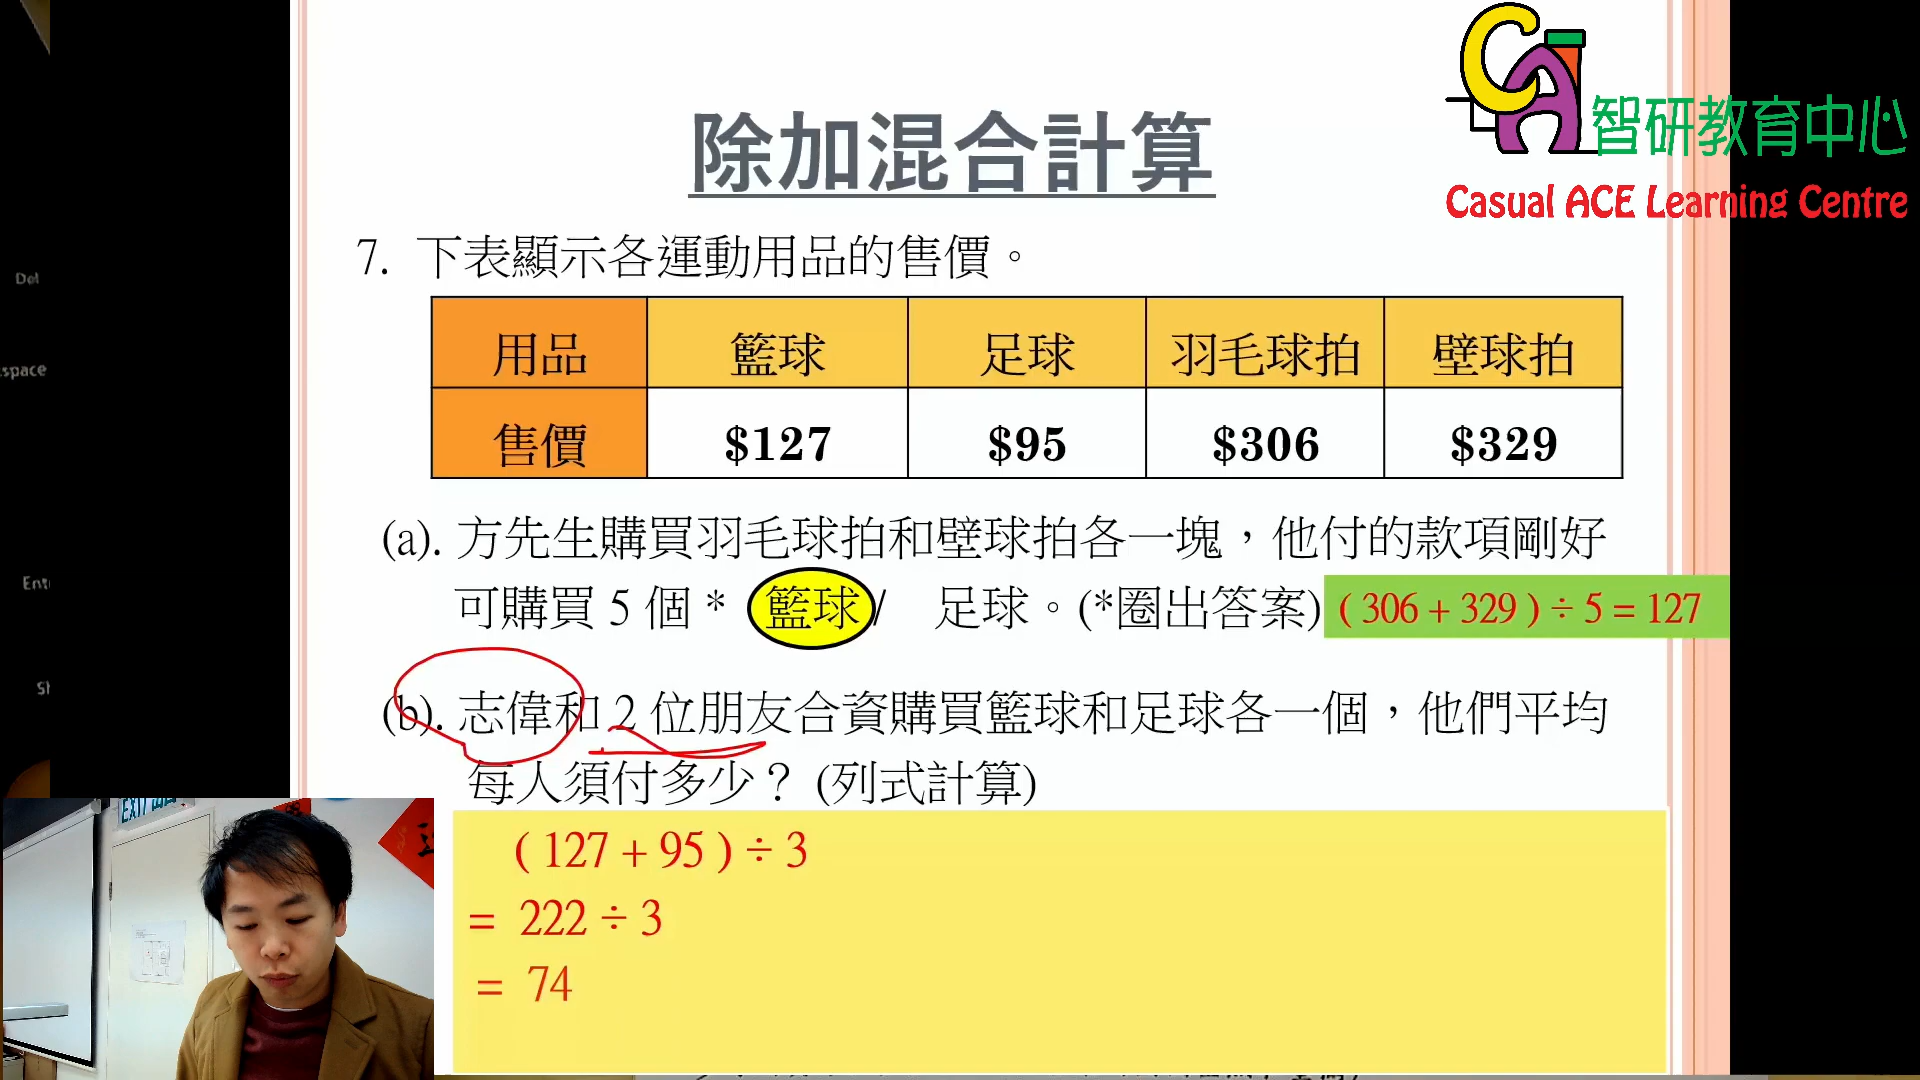 除加混合計算
智研教育中心
Casual ACE Learning Centre
7. 下表顯示各運動用品的售價。
用品 籃球 足球 羽毛球拍 壁球拍
售價 $127 $95 $306 $329
(a). 方先生購買羽毛球拍和壁球拍各一塊，他付的款項剛好
可購買 5 個 * 籃球 / 足球。(*圈出答案) ( 306 + 329 ) ÷ 5 = 127
(b). 志偉和 2 位朋友合資購買籃球和足球各一個，他們平均
每人須付多少？(列式計算)
( 127 + 95 ) ÷ 3
= 222 ÷ 3
= 74
Del
space